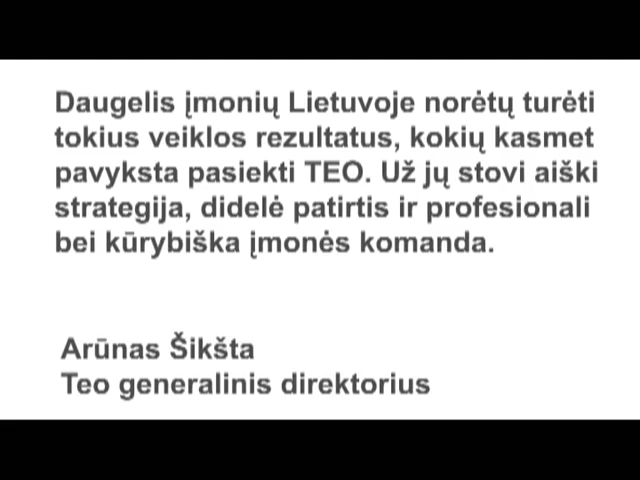 Daugelis įmonių Lietuvoje norėtų turėti
tokius veiklos rezultatus, kokių kasmet
pavyksta pasiekti TEO. Už jų stovi aiški
strategija, didelė patirtis ir profesionali
bei kūrybiška įmonės komanda.
Arūnas Šikšta
Teo generalinis direktorius